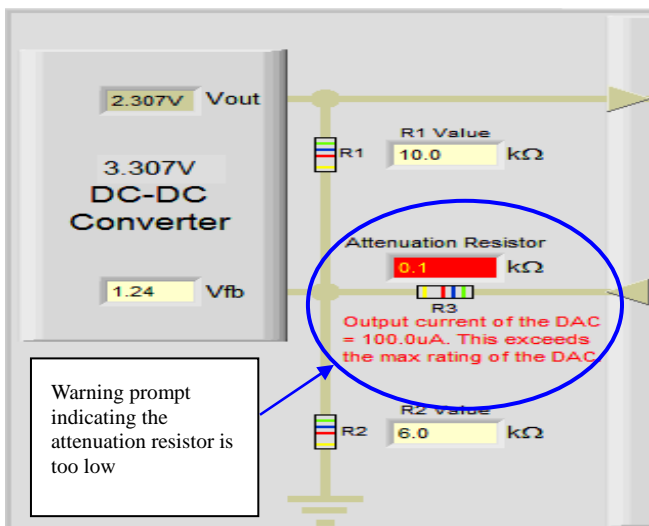 2.307V Vout
3.307V
DC-DC
Converter
1.24 Vfb
R1
R1 Value
10.0 kΩ
Attenuation Resistor
0.1 kΩ
R3
Output current of the DAC
= 100.0uA. This exceeds
the max rating of the DAC.
Warning prompt
indicating the
attenuation resistor is
too low
R2
R2 Value
6.0 kΩ